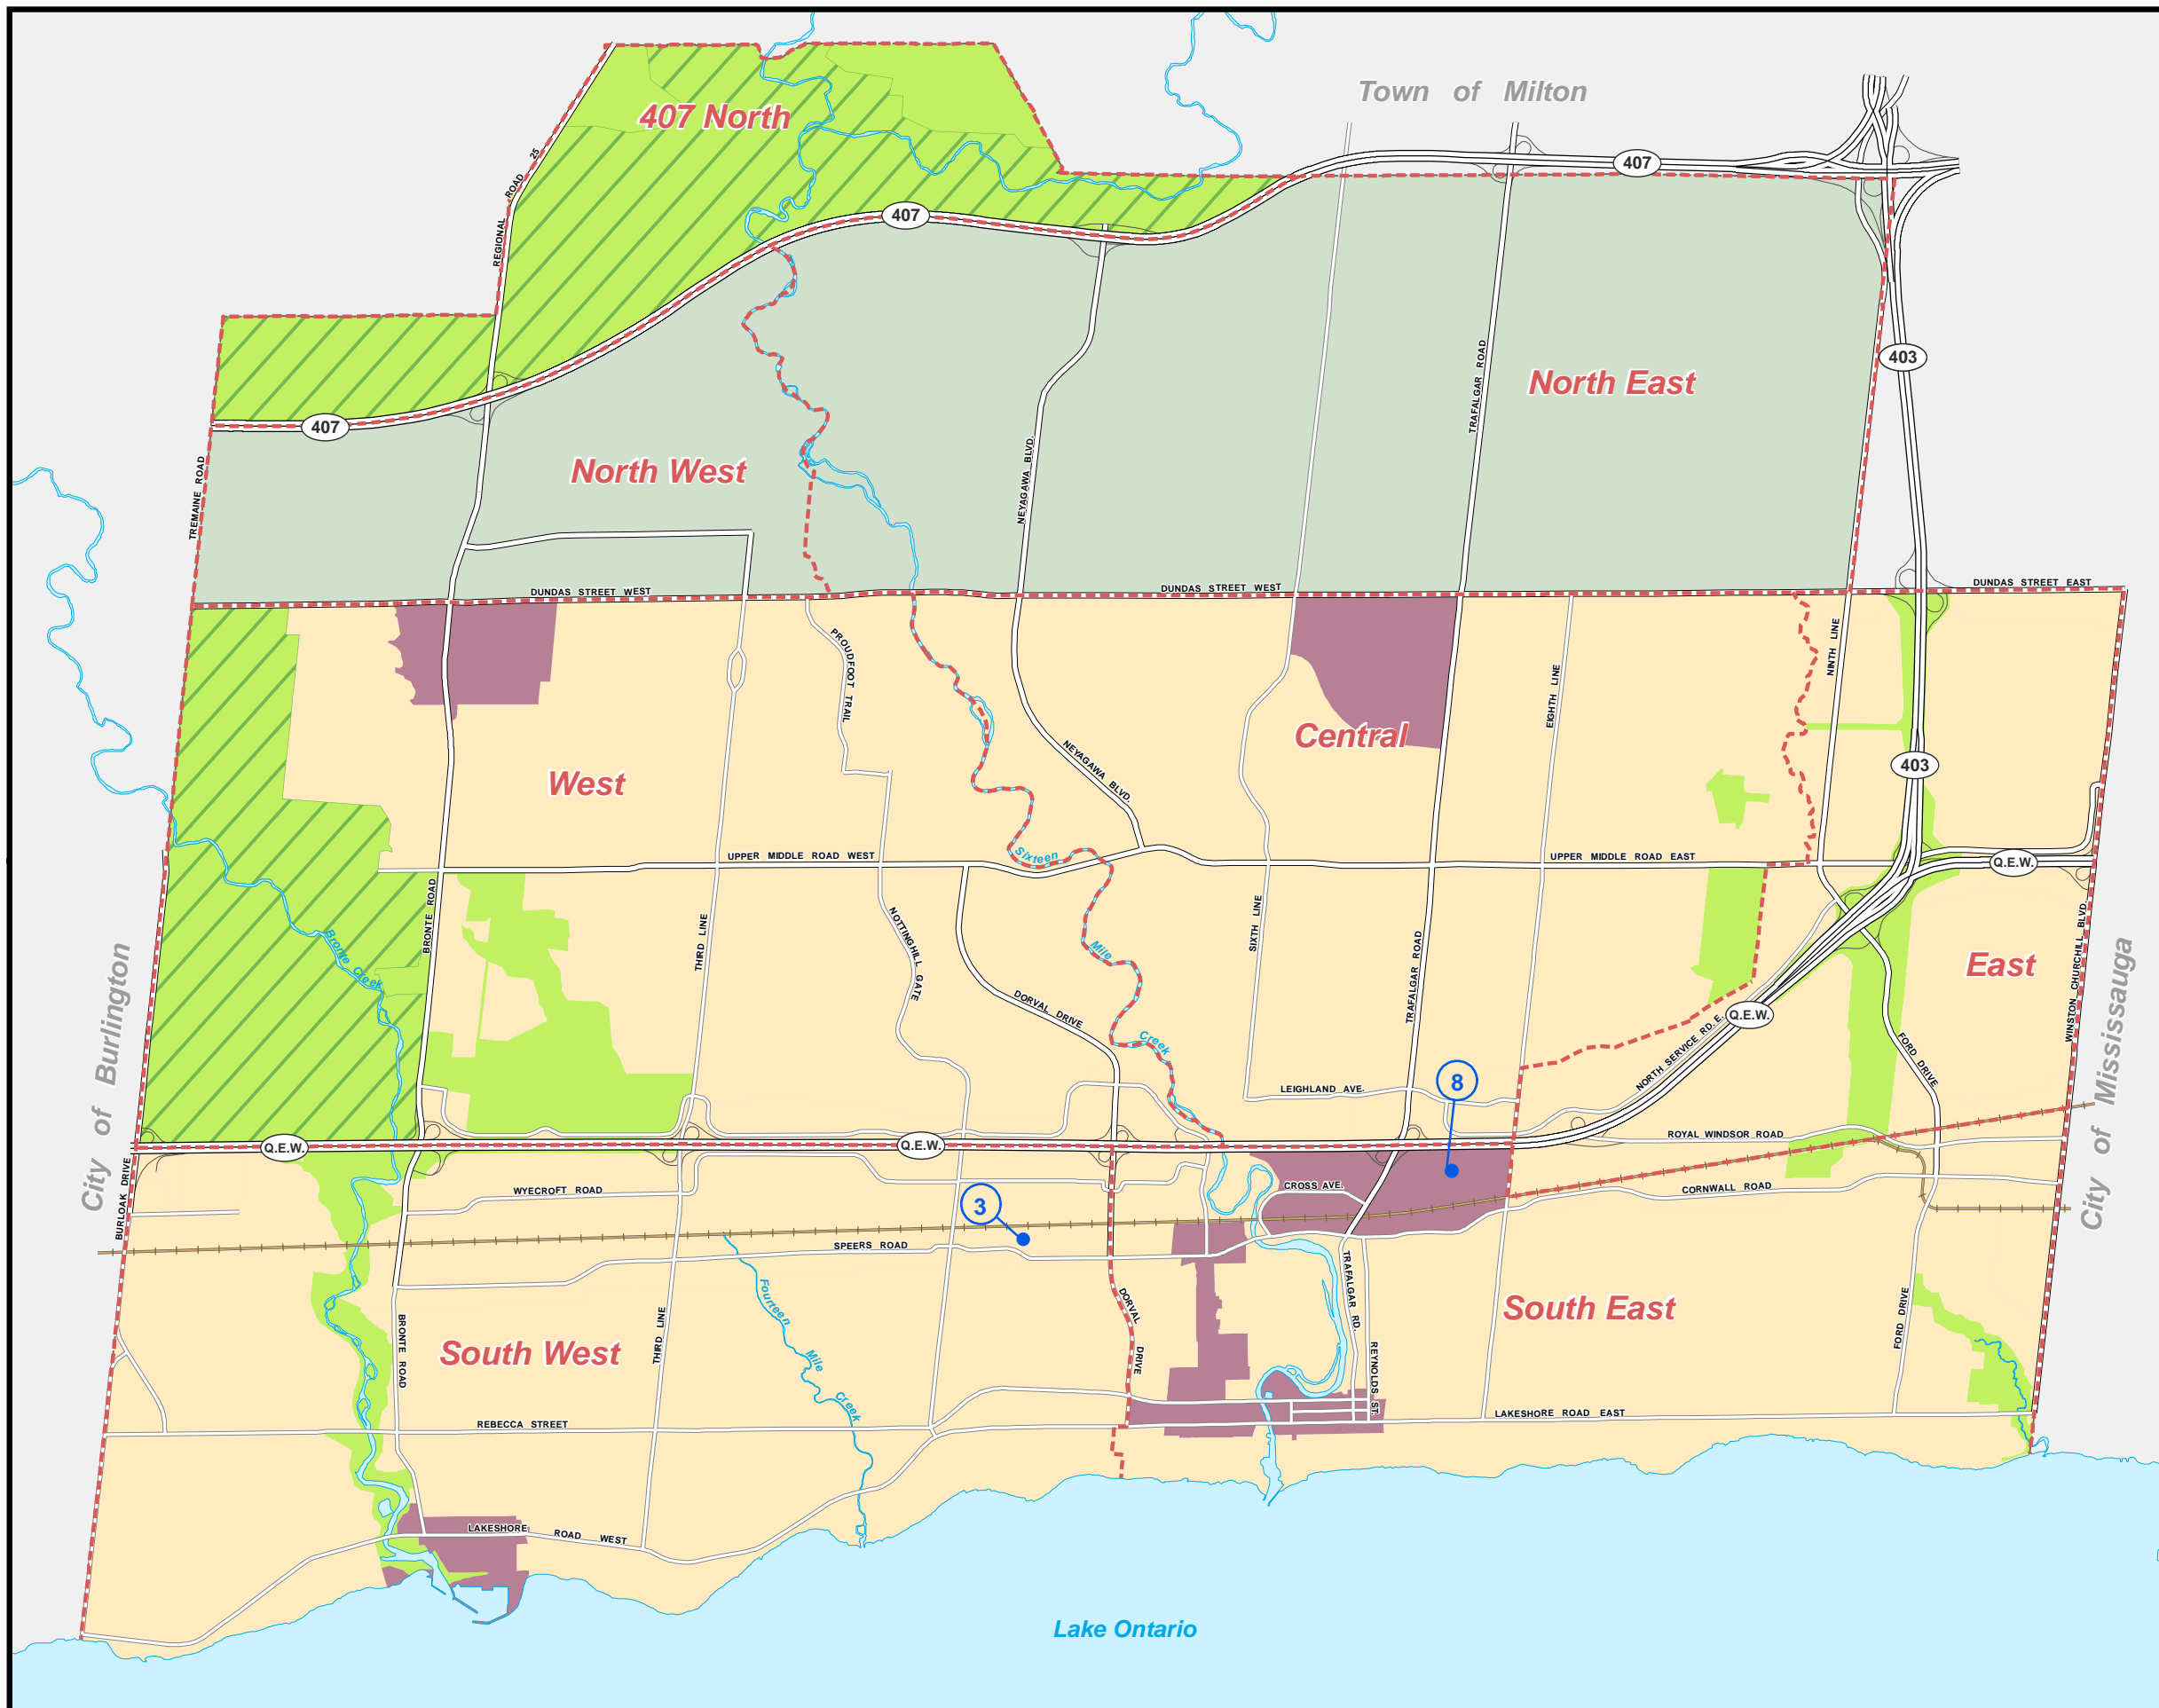 Town of Milton
407 North
407
407
REGIONAL ROAD 25
407
403
North East
TRAFALGAR ROAD
North West
NEYAGAWA BLVD.
TREMAINE ROAD
DUNDAS STREET WEST
DUNDAS STREET WEST
DUNDAS STREET EAST
PROUDFOOT TRAIL
EIGHTH LINE
NINTH LINE
Central
NEYAGAWA BLVD.
403
West
UPPER MIDDLE ROAD WEST
Sixteen
UPPER MIDDLE ROAD EAST
Q.E.W.
BRONTE ROAD
THIRD LINE
NOTTINGHILL GATE
Mile
SIXTH LINE
TRAFALGAR ROAD
East
WINSTON CHURCHILL BLVD.
Bronte Creek
City of Burlington
DORVAL DRIVE
Creek
Q.E.W.
NORTH SERVICE RD. E.
FORD DRIVE
City of Mississauga
LEIGHLAND AVE.
8
Q.E.W.
Q.E.W.
ROYAL WINDSOR ROAD
BURLOAK DRIVE
WYECROFT ROAD
CROSS AVE.
CORNWALL ROAD
3
SPEERS ROAD
Fourteen
Mile
Creek
DORVAL DRIVE
TRAFALGAR RD.
South East
FORD DRIVE
South West
THIRD LINE
BRONTE ROAD
REYNOLDS ST.
REBECCA STREET
LAKESHORE ROAD EAST
LAKESHORE ROAD WEST
Lake Ontario